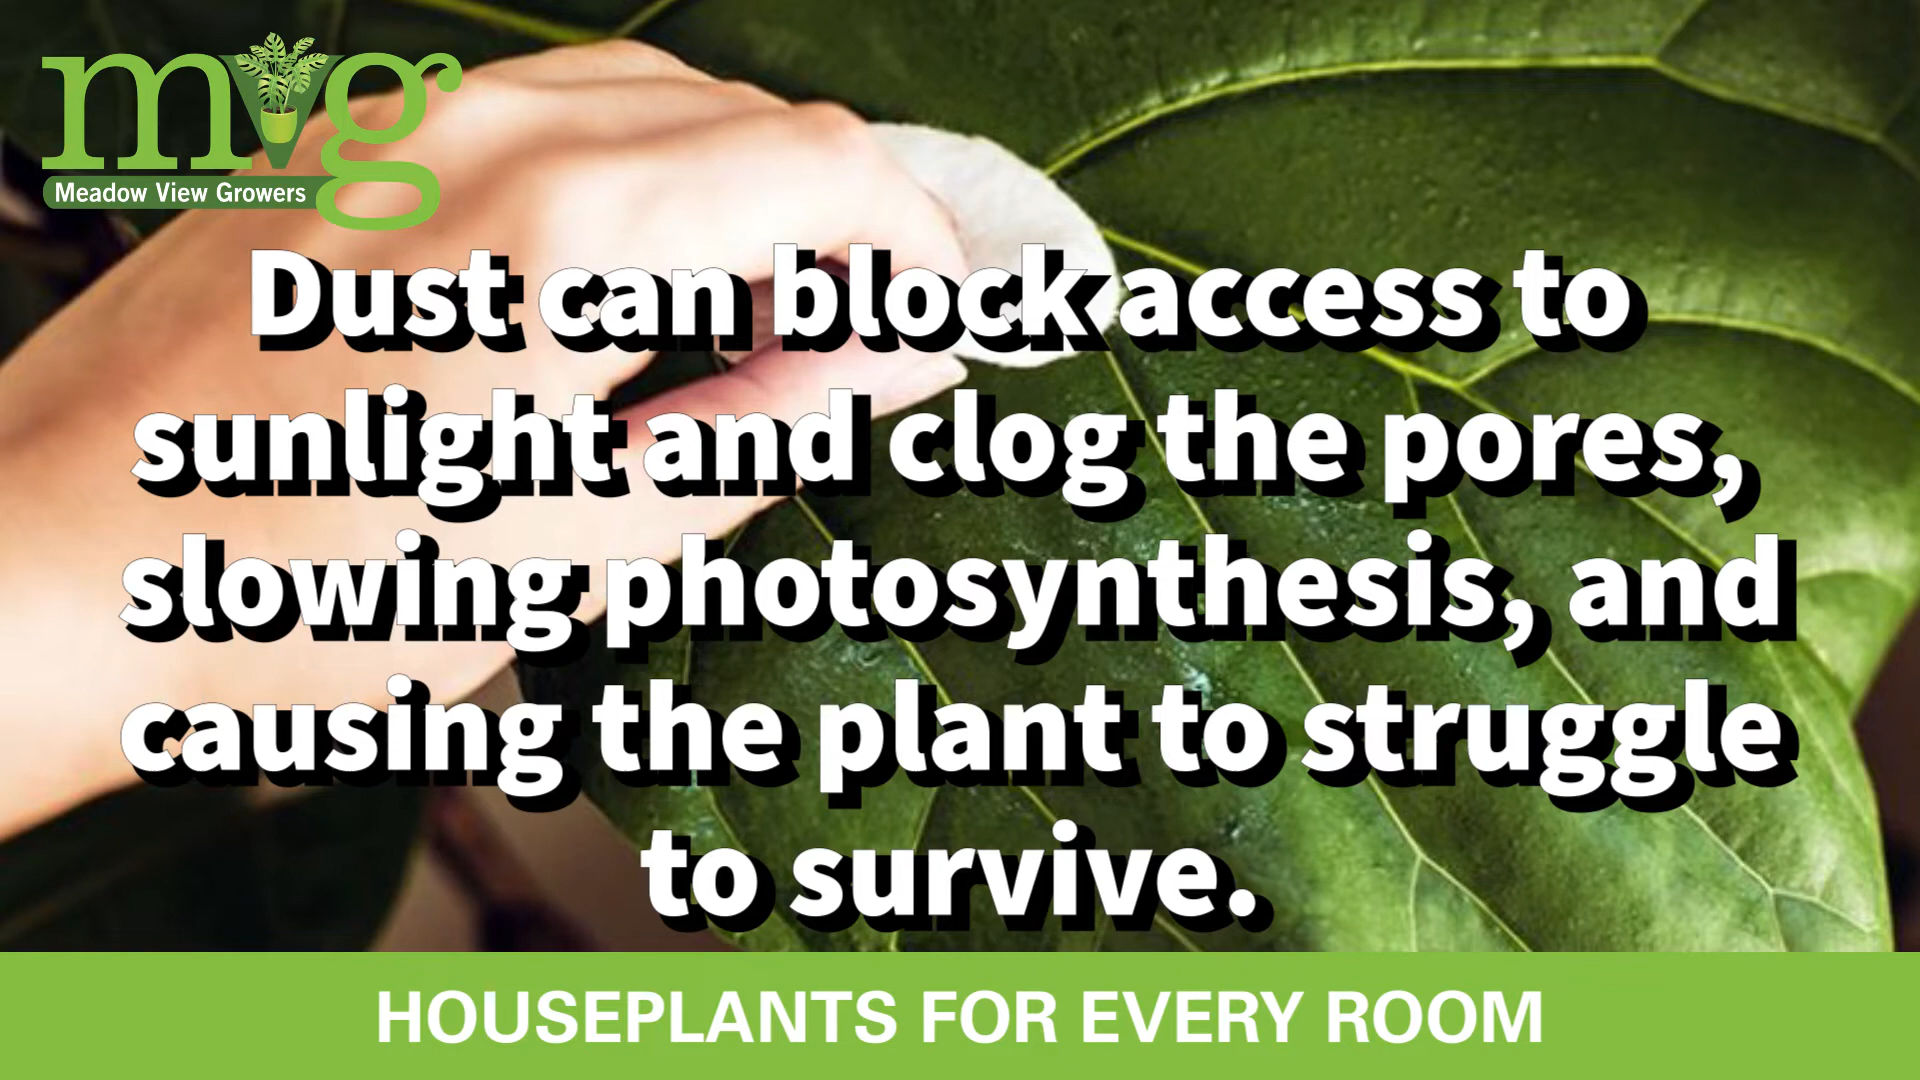 mvg
Meadow View Growers
Dust can block access to
sunlight and clog the pores,
slowing photosynthesis, and
causing the plant to struggle
to survive.
HOUSEPLANTS FOR EVERY ROOM